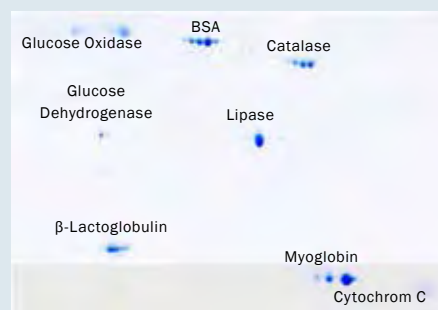 BSA
Glucose Oxidase
Catalase
Glucose
Dehydrogenase
Lipase
β-Lactoglobulin
Myoglobin
Cytochrom C